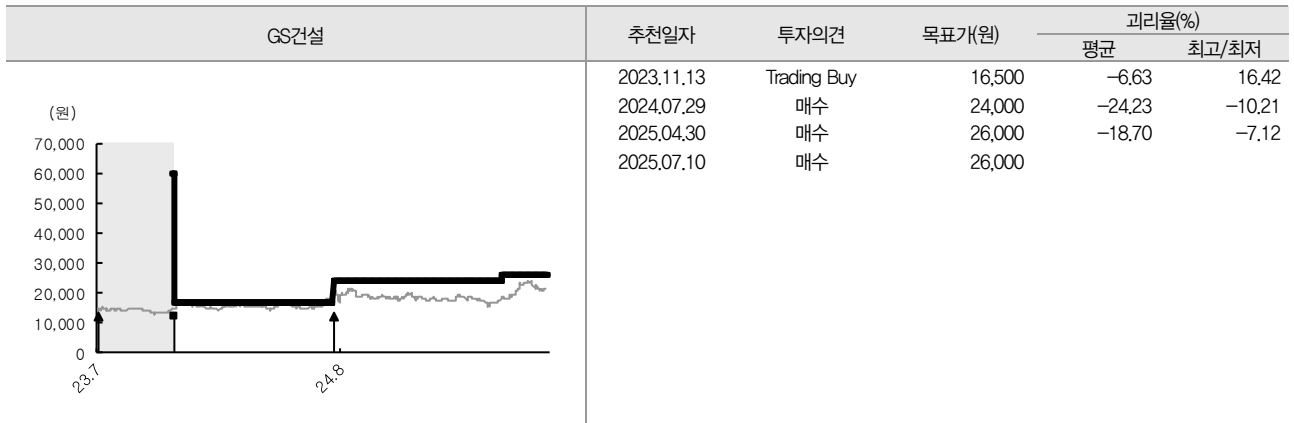 GS건설
추천일자 투자의견 목표가(원) 괴리율(%)
평균 최고/최저
2023.11.13 Trading Buy 16,500 −6.63 16.42
2024.07.29 매수 24,000 −24.23 −10.21
2025.04.30 매수 26,000 −18.70 −7.12
2025.07.10 매수 26,000
(원)
70,000
60,000
50,000
40,000
30,000
20,000
10,000
0
23.7 24.8